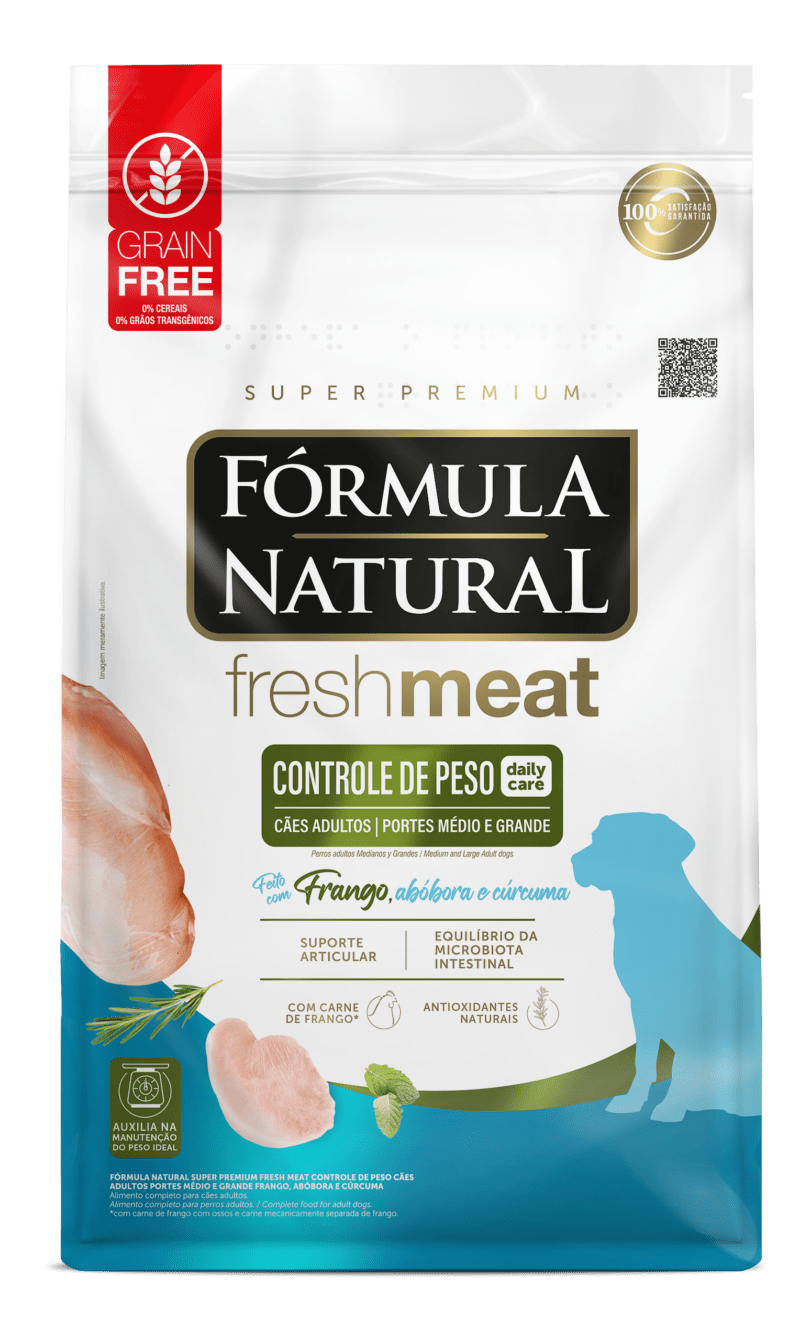 GRAIN
FREE
0% CEREAIS
0% GRÃOS TRANSGÊNICOS
100% SATISFAÇÃO
GARANTIDA
SUPER PREMIUM
FÓRMULA
NATURAL
freshmeat
Imagem meramente ilustrativa.
CONTROLE DE PESO daily
care
CÃES ADULTOS | PORTES MÉDIO E GRANDE
Perros adultos Medianos y Grandes / Medium and Large Adult dogs
Feito
com Frango, abóbora e cúrcuma
SUPORTE
ARTICULAR
EQUILÍBRIO DA
MICROBIOTA
INTESTINAL
COM CARNE
DE FRANGO*
ANTIOXIDANTES
NATURAIS
AUXILIA NA
MANUTENÇÃO
DO PESO IDEAL
FÓRMULA NATURAL SUPER PREMIUM FRESH MEAT CONTROLE DE PESO CÃES
ADULTOS PORTES MÉDIO E GRANDE FRANGO, ABÓBORA E CÚRCUMA
Alimento completo para cães adultos.
Alimento completo para perros adultos. / Complete food for adult dogs.
*com carne de frango com ossos e carne mecanicamente separada de frango.